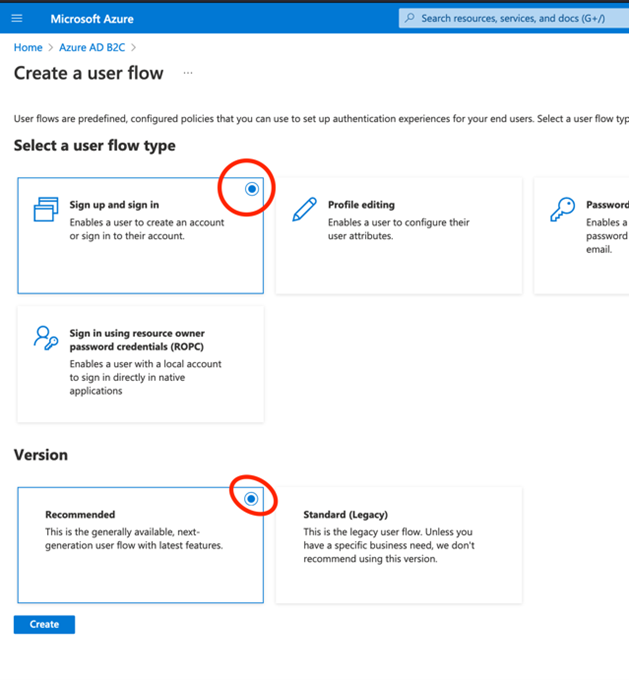 Microsoft Azure
Search resources, services, and docs (G+/)
Home > Azure AD B2C >
Create a user flow ...
User flows are predefined, configured policies that you can use to set up authentication experiences for your end users. Select a user flow typ
Select a user flow type
Sign up and sign in
Enables a user to create an account
or sign in to their account.
Profile editing
Enables a user to configure their
user attributes.
Password
Enables a
password
email.
Sign in using resource owner
password credentials (ROPC)
Enables a user with a local account
to sign in directly in native
applications
Version
Recommended
This is the generally available, next-
generation user flow with latest features.
Standard (Legacy)
This is the legacy user flow. Unless you
have a specific business need, we don't
recommend using this version.
Create